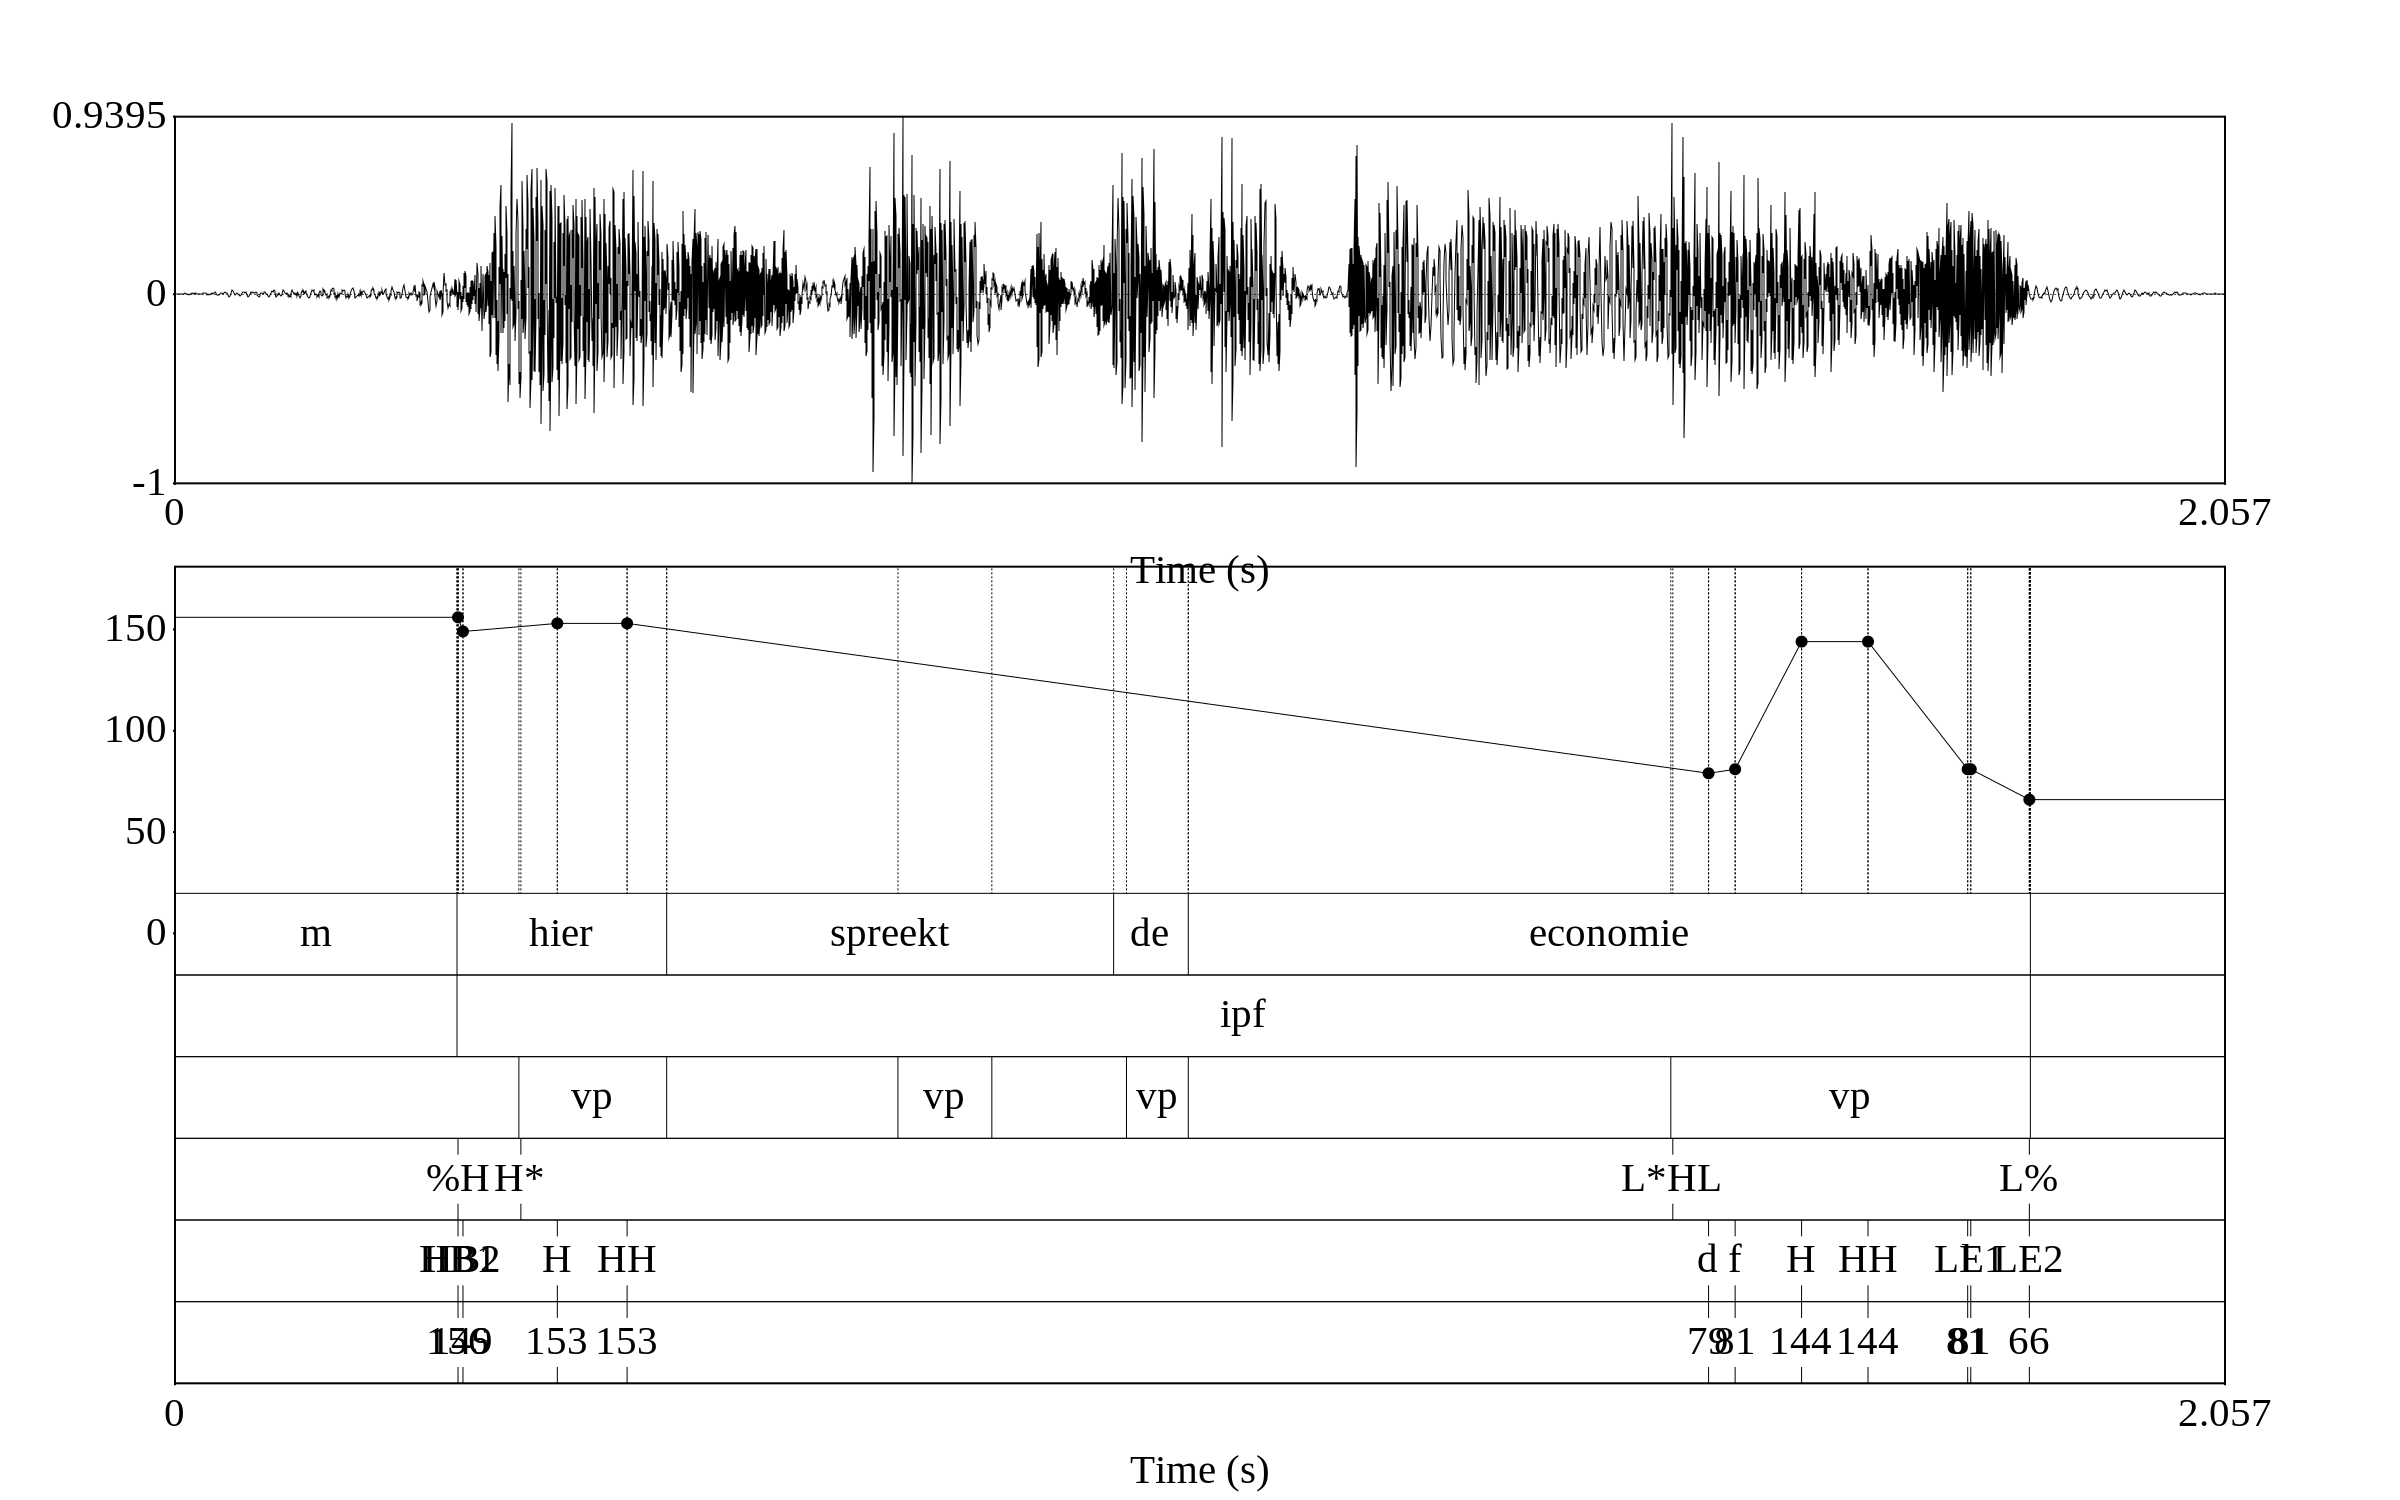 0.9395
0
-1
0 2.057
Time (s)
150
100
50
0
m hier spreekt de economie
ipf
vp vp vp vp
%H H* L*HL L%
H HH d f H HH LE1 LE2
153 153 79 81 144 144 81 66
0 2.057
Time (s)